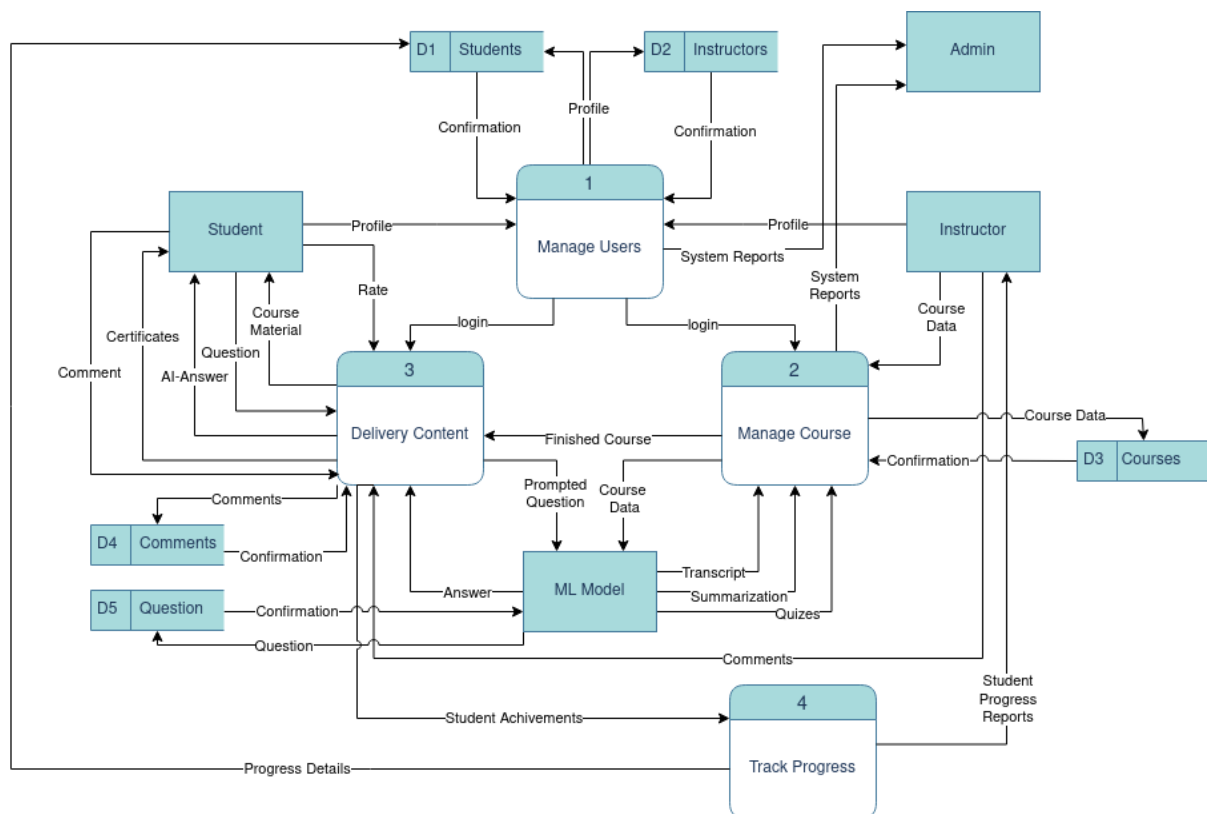 D1 Students
D2 Instructors
Admin
Profile
Confirmation
Confirmation
1
Manage Users
Student
Profile
Profile
Instructor
System Reports
System
Reports
Rate
Course
Material
Course
Data
login
login
Certificates
Question
Comment
AI-Answer
3
Delivery Content
2
Manage Course
Course Data
Finished Course
Confirmation
D3 Courses
Prompted
Question
Course
Data
Comments
D4 Comments
Confirmation
ML Model
Transcript
Answer
Summarization
D5 Question
Confirmation
Quizes
Question
Comments
Student
Progress
Reports
4
Student Achivements
Track Progress
Progress Details